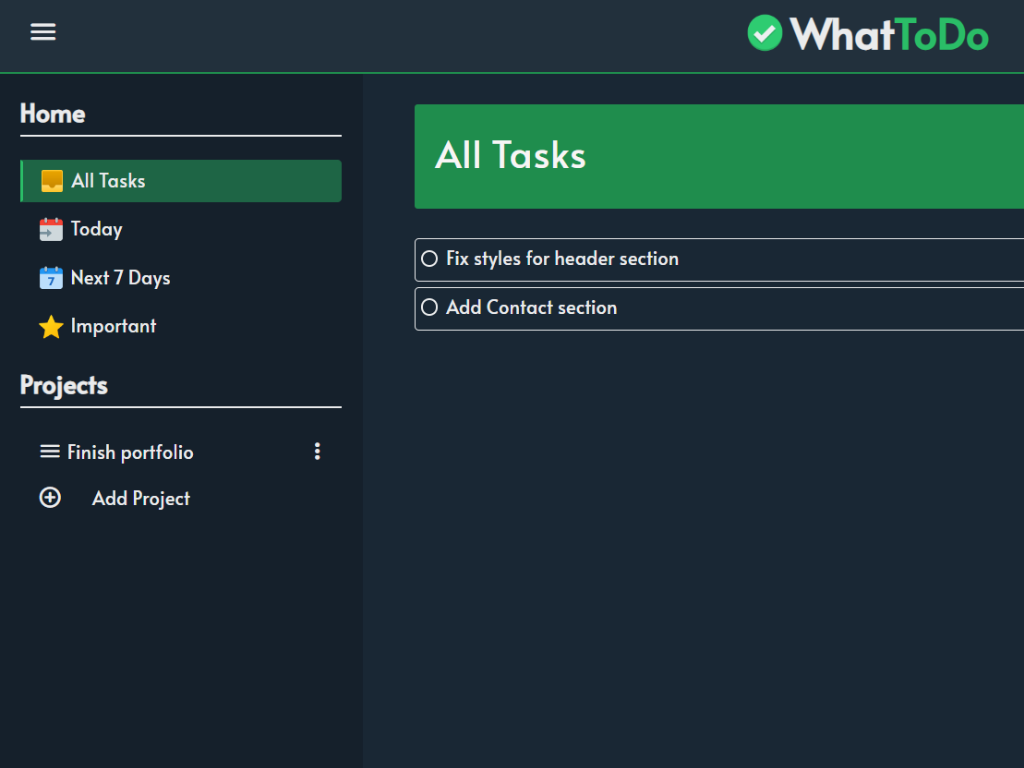 WhatToDo
Home
All Tasks
Today
7 Next 7 Days
Important
Projects
Finish portfolio
Add Project
All Tasks
Fix styles for header section
Add Contact section